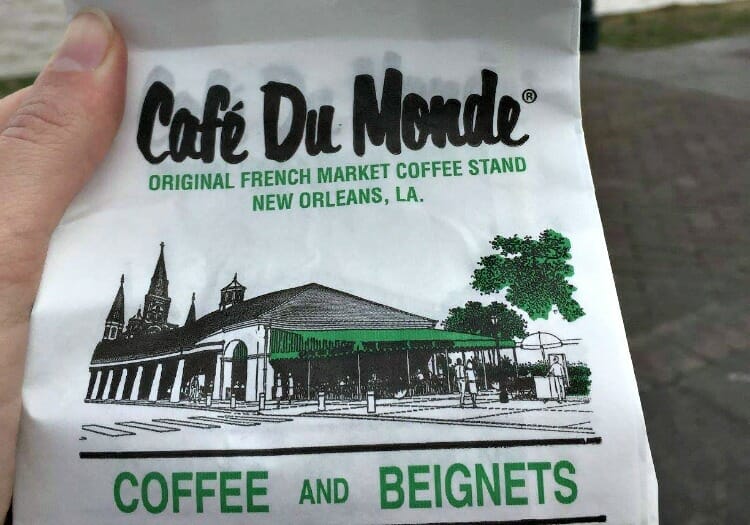 Café Du Monde®
ORIGINAL FRENCH MARKET COFFEE STAND
NEW ORLEANS, LA.
COFFEE AND BEIGNETS